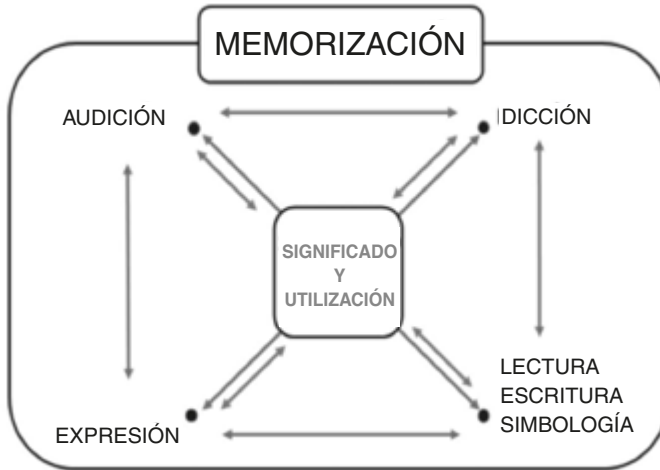 MEMORIZACIÓN
AUDICIÓN
DICCIÓN
SIGNIFICADO
Y
UTILIZACIÓN
LECTURA
ESCRITURA
SIMBOLOGÍA
EXPRESIÓN